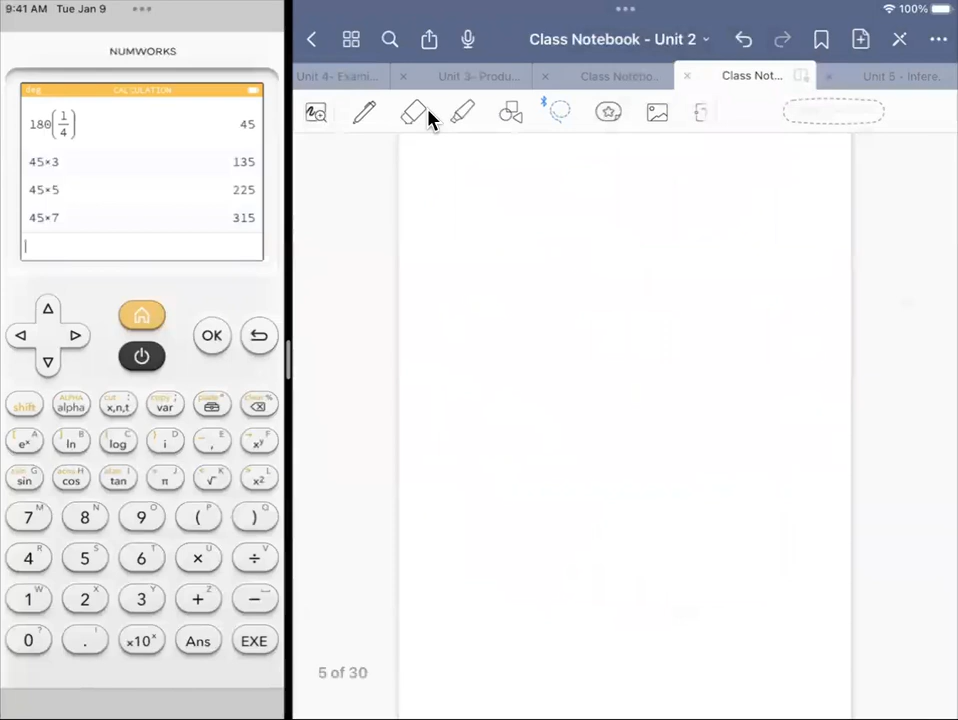 9:41 AM Tue Jan 9
100%
NUMWORKS
deg CALCULATION
180(1/4) 45
45×3 135
45×5 225
45×7 315
OK
shift alpha x,n,t var
e^x ln log i , x^y
sin cos tan π √ x²
7 8 9 ( )
4 5 6 × ÷
1 2 3 + −
0 . ×10^x Ans EXE
Class Notebook - Unit 2
Unit 4- Exami... Unit 3- Produ... Class Notebo... Class Not... Unit 5 - Infere...
5 of 30